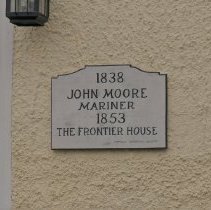 1838
JOHN MOORE
MARINER
1853
THE FRONTIER HOUSE